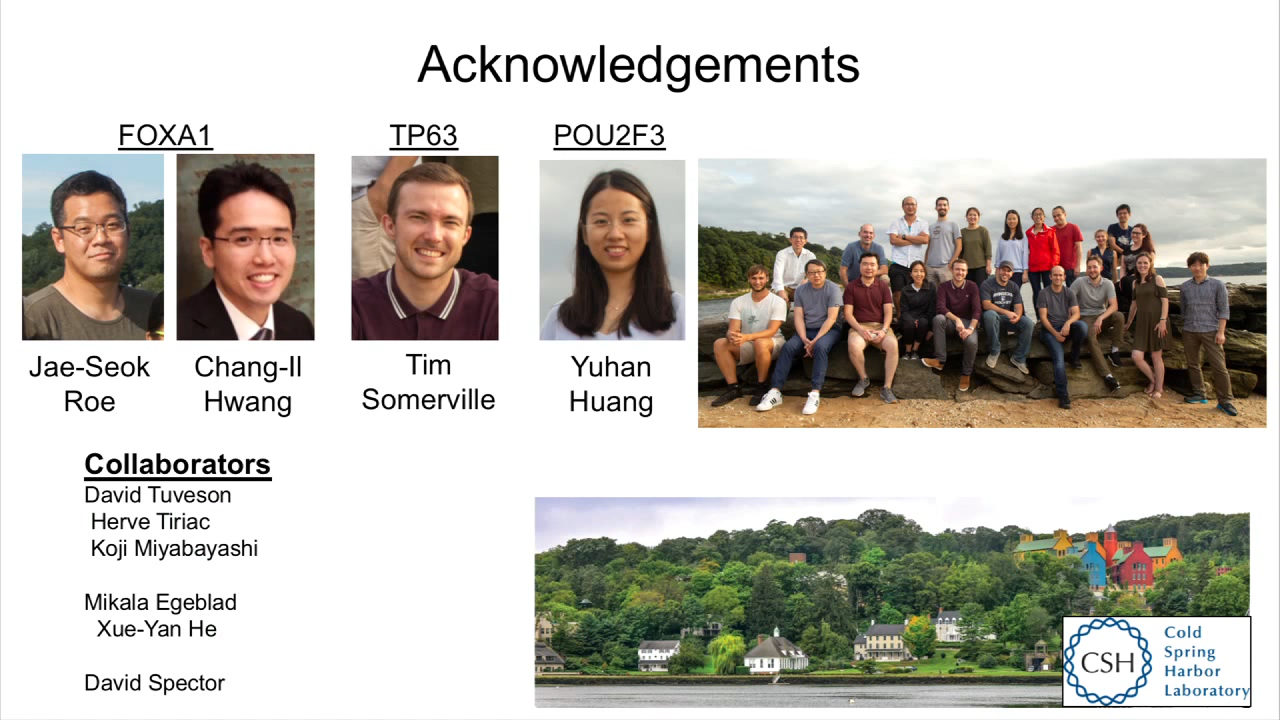 Acknowledgements
FOXA1
TP63
POU2F3
Jae-Seok
Roe
Chang-Il
Hwang
Tim
Somerville
Yuhan
Huang
Collaborators
David Tuveson
Herve Tiriac
Koji Miyabayashi
Mikala Egeblad
Xue-Yan He
David Spector
CSH
Cold
Spring
Harbor
Laboratory